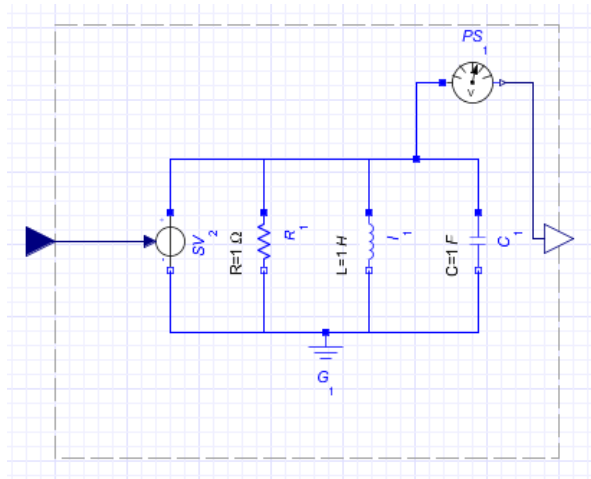 PS
1
V
+
-
SV
2
R=1 Ω
R
1
L=1 H
I
1
C=1 F
C
1
G
1